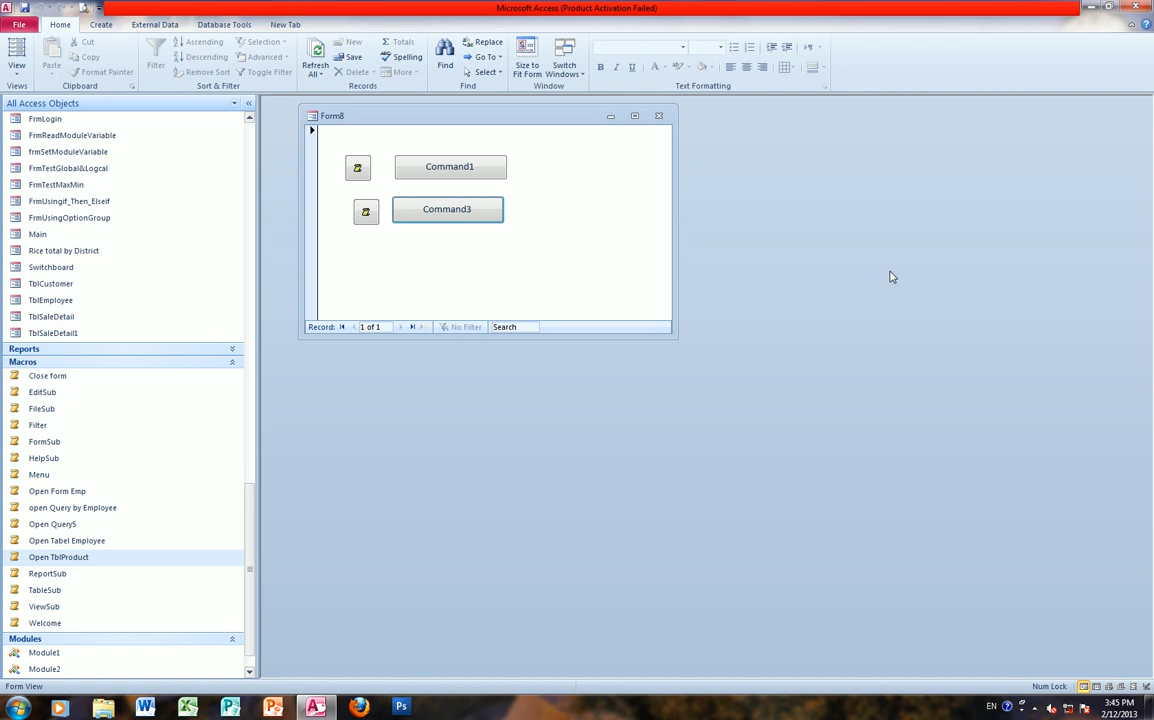 Microsoft Access (Product Activation Failed)
File Home Create External Data Database Tools New Tab
View
Views
Paste
Cut
Copy
Format Painter
Clipboard
Filter
Ascending
Descending
Remove Sort
Selection
Advanced
Toggle Filter
Sort & Filter
Refresh All
New
Save
Delete
Totals
Spelling
More
Records
Find
Replace
Go To
Select
Find
Size to Fit Form
Switch Windows
Window
B I U A
Text Formatting
All Access Objects
FrmLogin
FrmReadModuleVariable
frmSetModuleVariable
FrmTestGlobal&Logcal
FrmTestMaxMin
FrmUsingif_Then_Elseif
FrmUsingOptionGroup
Main
Rice total by District
Switchboard
TblCustomer
TblEmployee
TblSaleDetail
TblSaleDetail1
Reports
Macros
Close form
EditSub
FileSub
Filter
FormSub
HelpSub
Menu
Open Form Emp
open Query by Employee
Open Query5
Open Tabel Employee
Open TblProduct
ReportSub
TableSub
ViewSub
Welcome
Modules
Module1
Module2
Form8
Command1
Command3
Record: 1 of 1 No Filter Search
Form View
Num Lock
EN
3:45 PM
2/12/2013